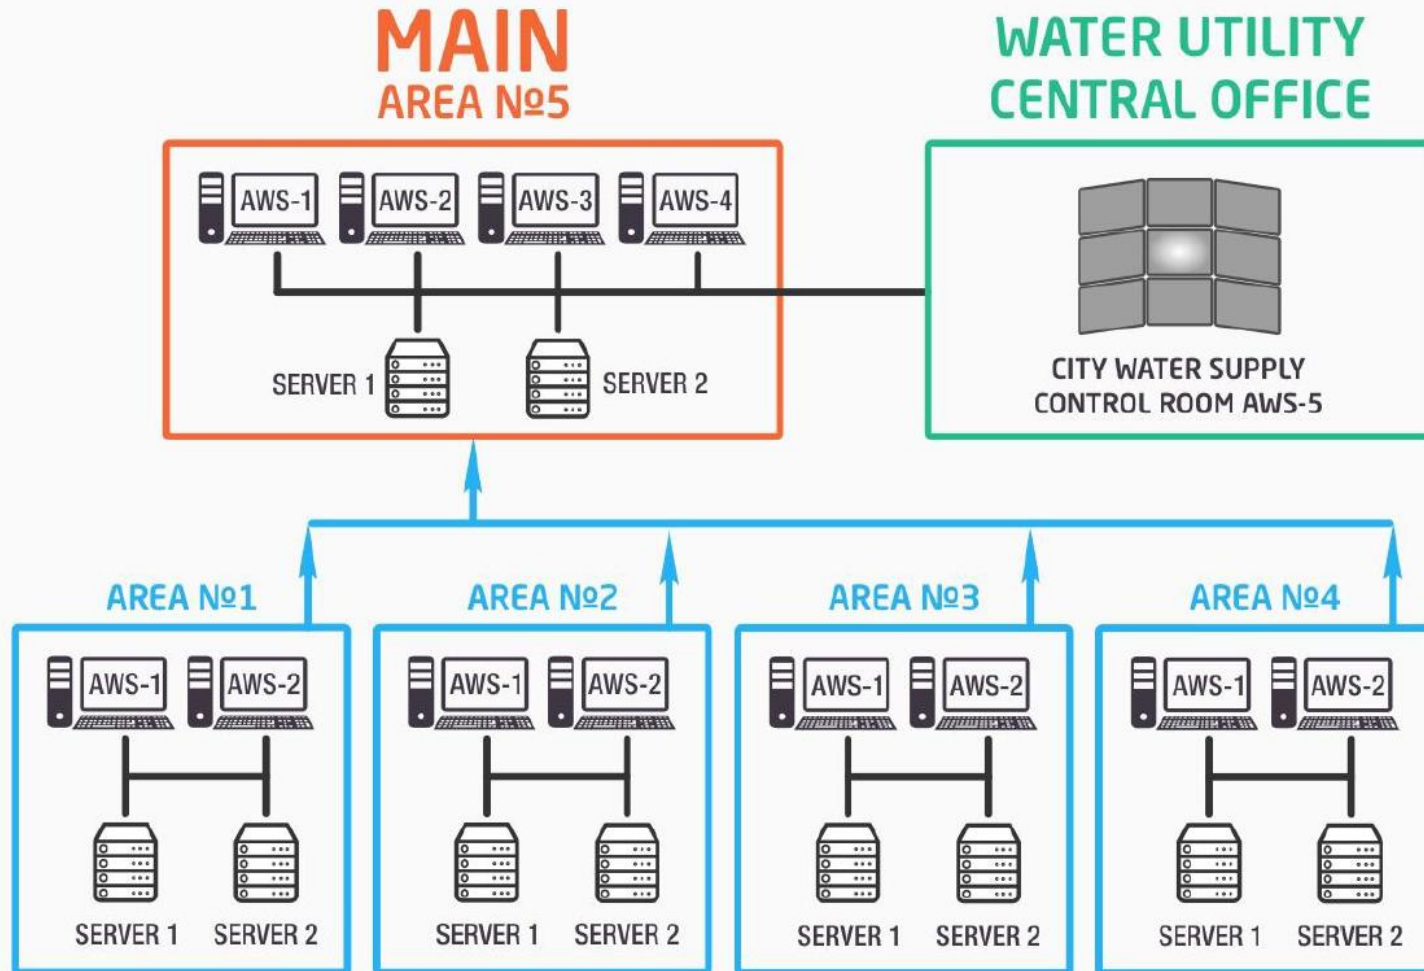 MAIN
AREA №5
WATER UTILITY
CENTRAL OFFICE
AWS-1
AWS-2
AWS-3
AWS-4
SERVER 1
SERVER 2
CITY WATER SUPPLY
CONTROL ROOM AWS-5
AREA №1
AREA №2
AREA №3
AREA №4
AWS-1
AWS-2
AWS-1
AWS-2
AWS-1
AWS-2
AWS-1
AWS-2
SERVER 1
SERVER 2
SERVER 1
SERVER 2
SERVER 1
SERVER 2
SERVER 1
SERVER 2